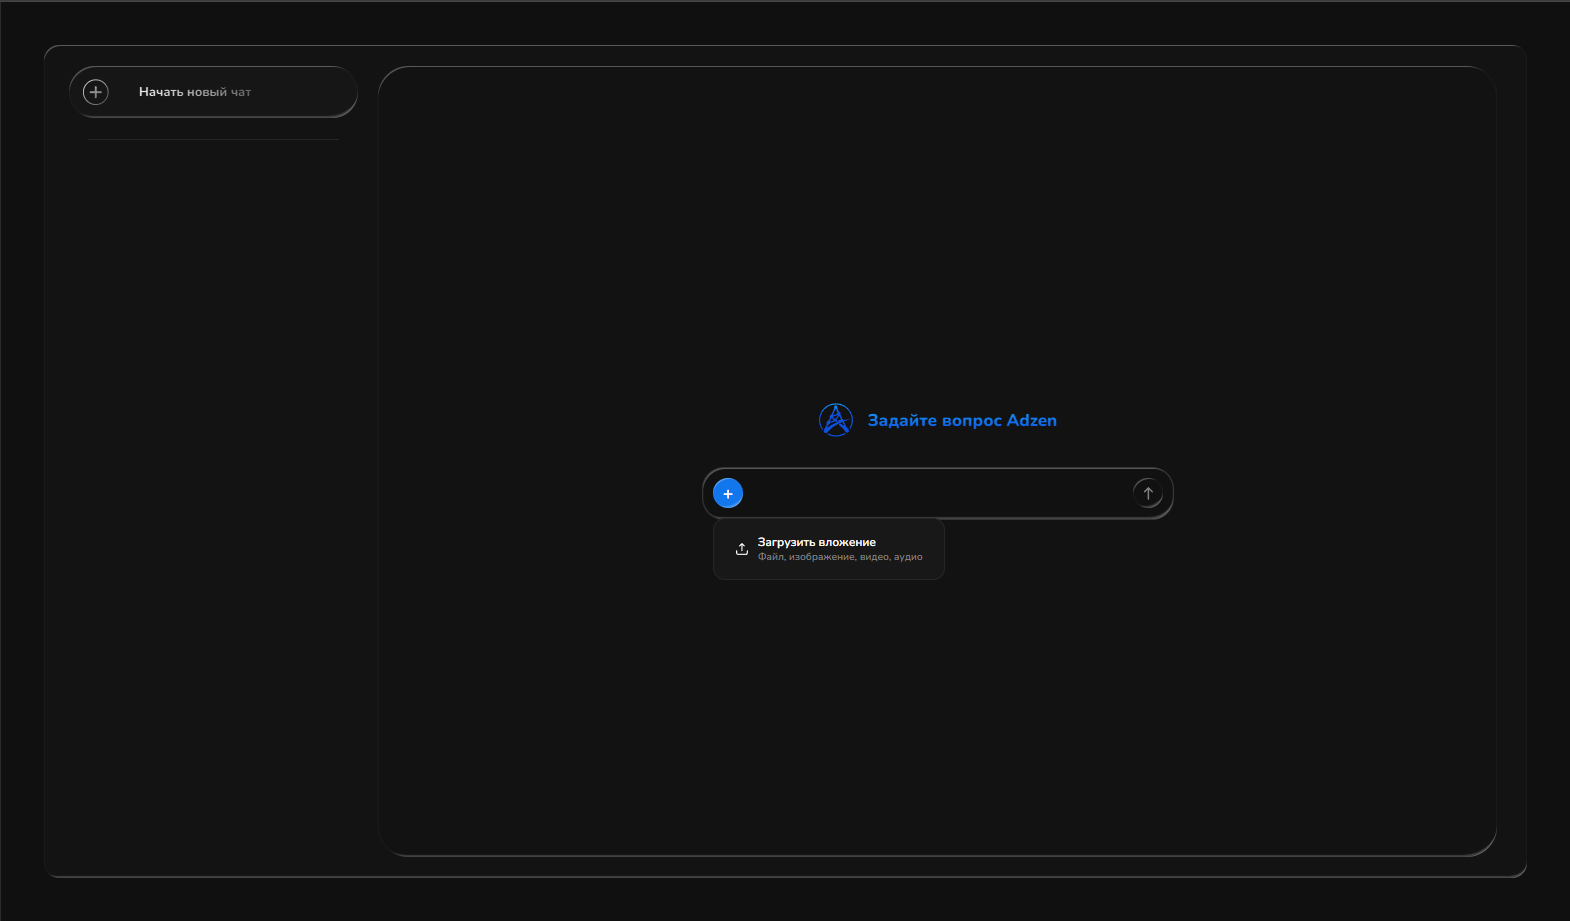 Начать новый чат
Задайте вопрос Adzen
Загрузить вложение
Файл, изображение, видео, аудио